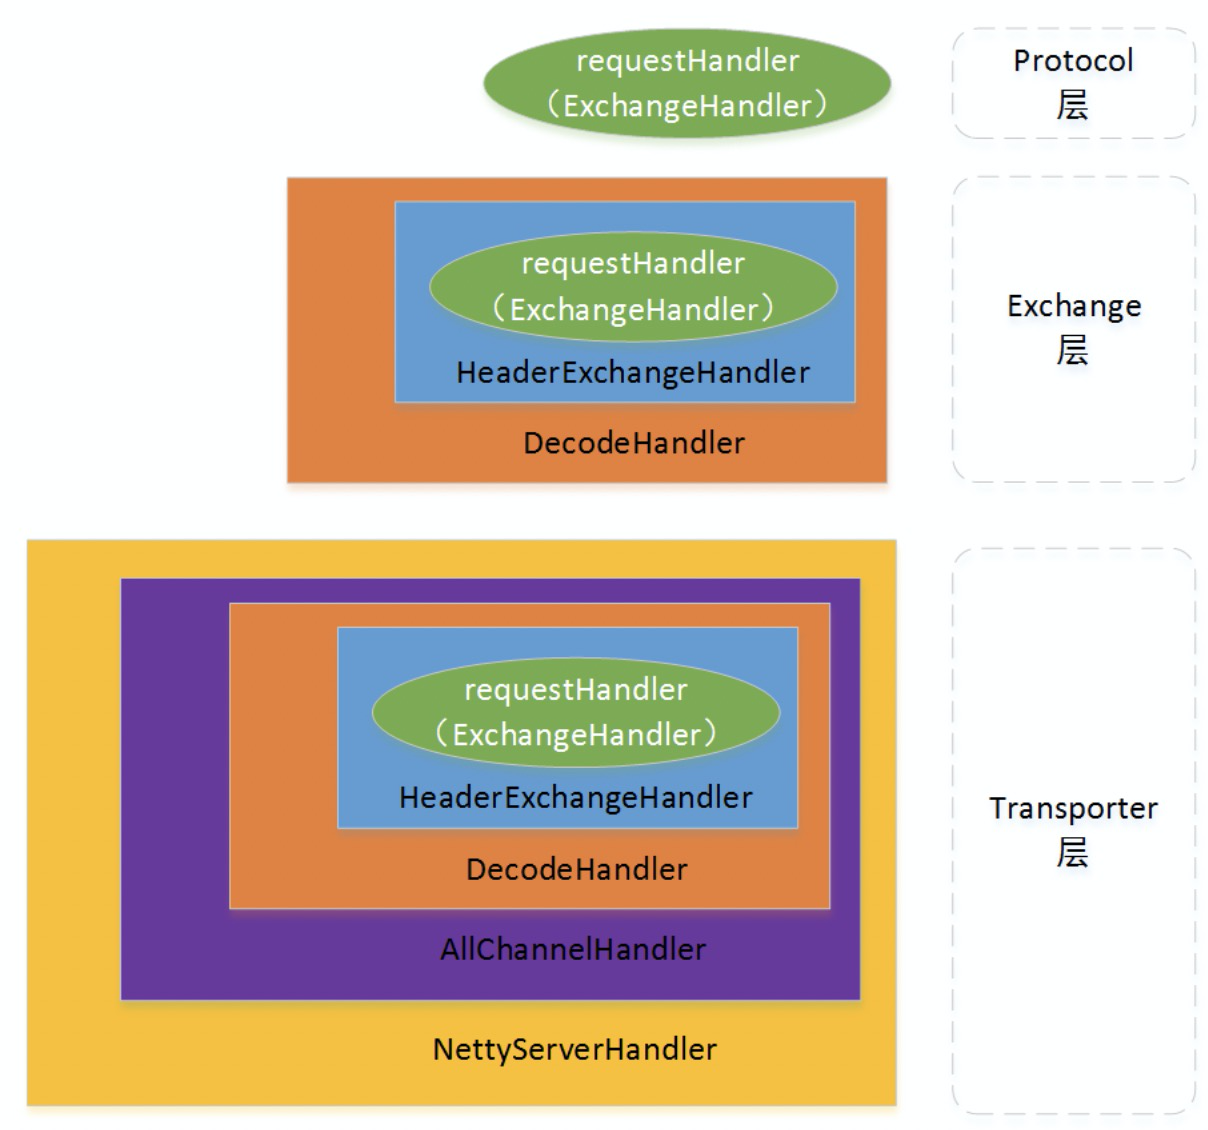 requestHandler
（ExchangeHandler）
Protocol
层
requestHandler
（ExchangeHandler）
HeaderExchangeHandler
DecodeHandler
Exchange
层
requestHandler
（ExchangeHandler）
HeaderExchangeHandler
DecodeHandler
AllChannelHandler
NettyServerHandler
Transporter
层